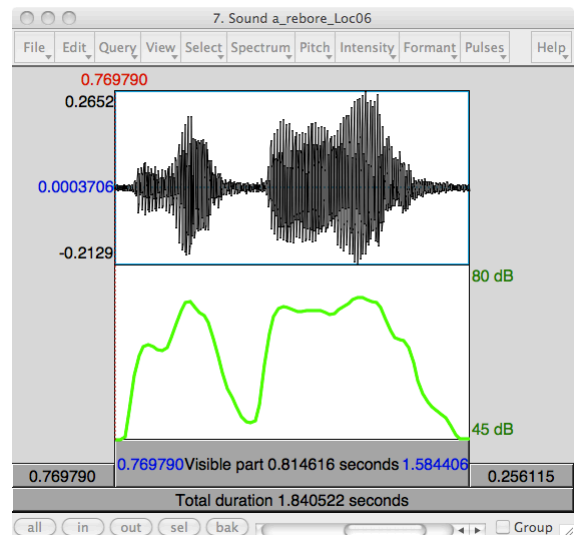 7. Sound a_rebore_Loc06
File Edit Query View Select Spectrum Pitch Intensity Formant Pulses Help
0.769790
0.2652
0.0003706
-0.2129
80 dB
45 dB
0.769790 Visible part 0.814616 seconds 1.584406
0.769790 0.256115
Total duration 1.840522 seconds
all in out sel bak Group